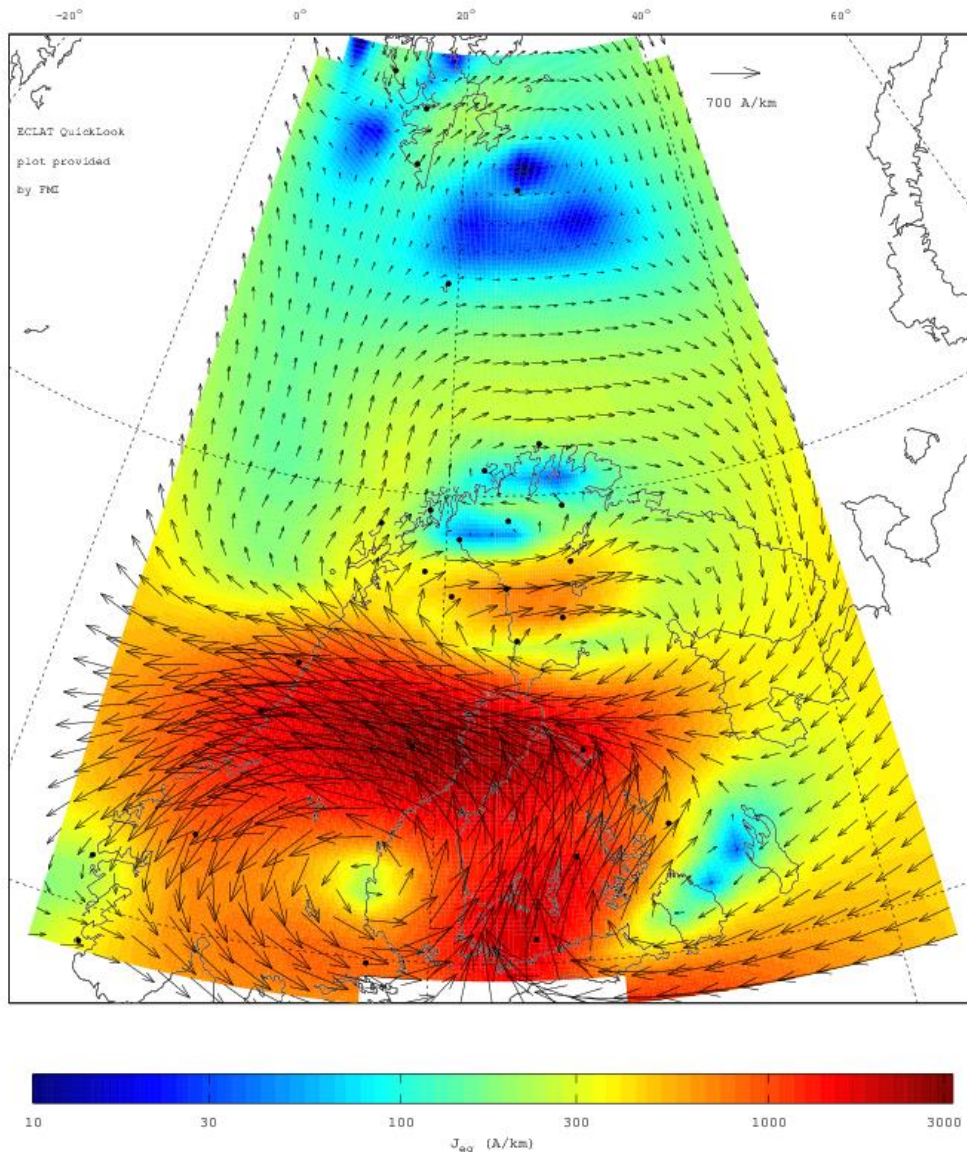 -20° 0° 20° 40° 60°
700 A/km
ECLAT QuickLook
plot provided
by FMI
10 30 100 300 1000 3000
J_eq (A/km)